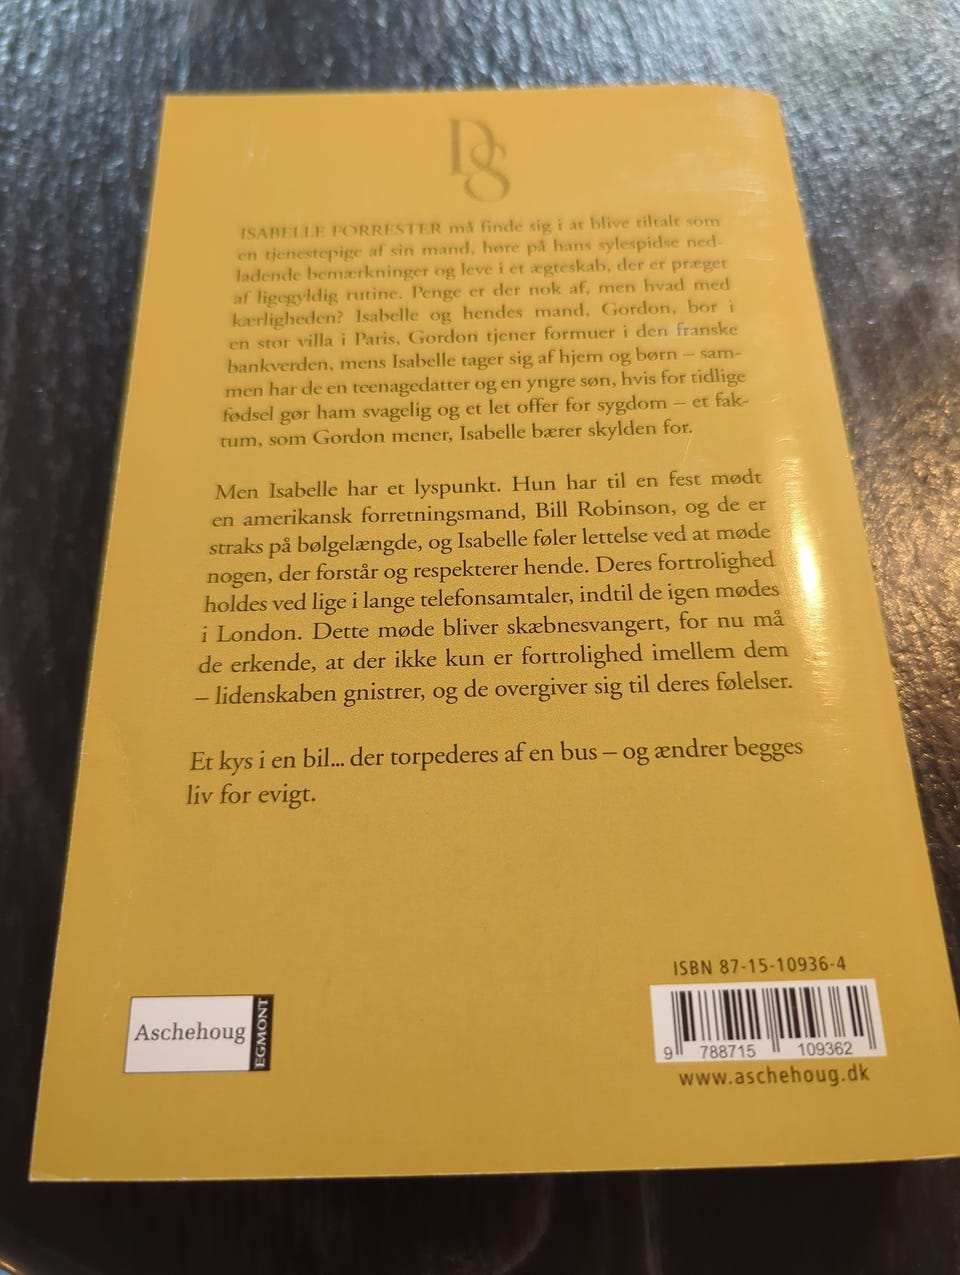 DS
ISABELLE FORRESTER må finde sig i at blive tiltalt som
en tjenestepige af sin mand, høre på hans sylespidse ned-
ladende bemærkninger og leve i et ægteskab, der er præget
af ligegyldig rutine. Penge er der nok af, men hvad med
kærligheden? Isabelle og hendes mand, Gordon, bor i
en stor villa i Paris, Gordon tjener formuer i den franske
bankverden, mens Isabelle tager sig af hjem og børn – sam-
men har de en teenagedatter og en yngre søn, hvis for tidlige
fødsel gør ham svagelig og et let offer for sygdom – et fak-
tum, som Gordon mener, Isabelle bærer skylden for.
Men Isabelle har et lyspunkt. Hun har til en fest mødt
en amerikansk forretningsmand, Bill Robinson, og de er
straks på bølgelængde, og Isabelle føler lettelse ved at møde
nogen, der forstår og respekterer hende. Deres fortrolighed
holdes ved lige i lange telefonsamtaler, indtil de igen mødes
i London. Dette møde bliver skæbnesvangert, for nu må
de erkende, at der ikke kun er fortrolighed imellem dem
– lidenskaben gnistrer, og de overgiver sig til deres følelser.
Et kys i en bil... der torpederes af en bus – og ændrer begges
liv for evigt.
ISBN 87-15-10936-4
9 788715 109362
www.aschehoug.dk
Aschehoug
EGMONT